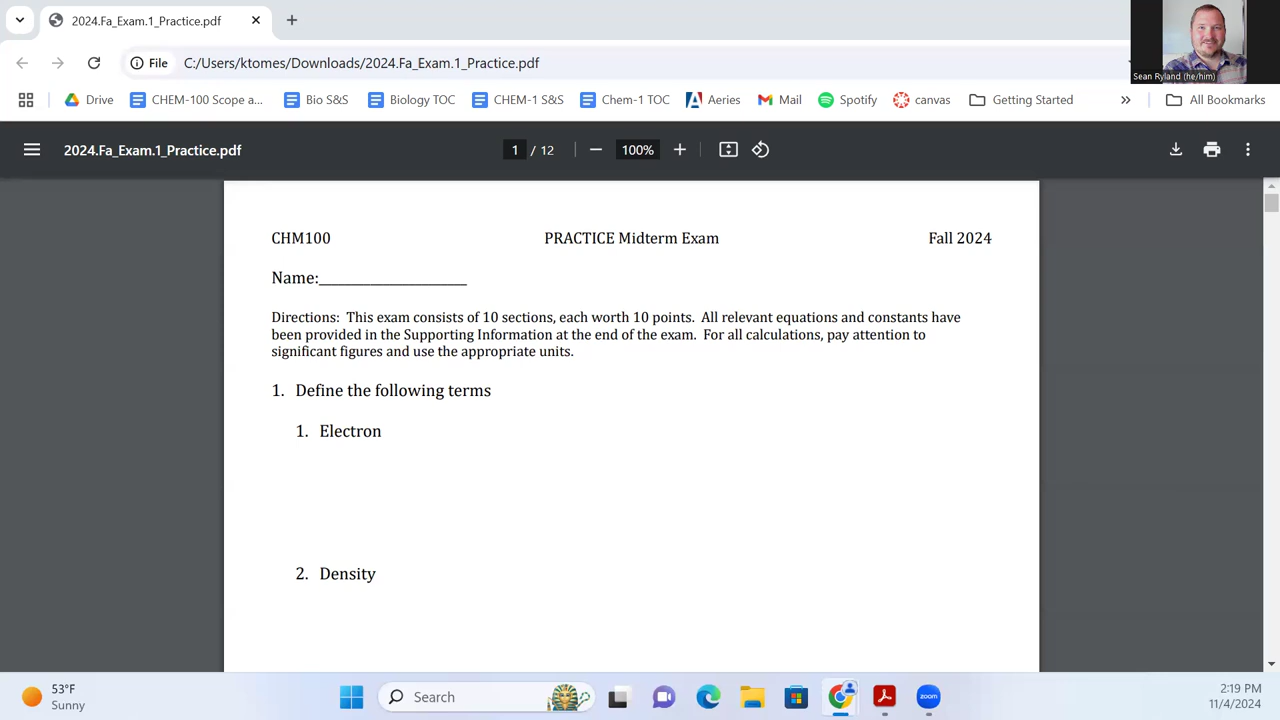 2024.Fa_Exam.1_Practice.pdf
File
C:/Users/ktomes/Downloads/2024.Fa_Exam.1_Practice.pdf
Sean Ryland (he/him)
Drive
CHEM-100 Scope a...
Bio S&S
Biology TOC
CHEM-1 S&S
Chem-1 TOC
Aeries
Mail
Spotify
canvas
Getting Started
All Bookmarks
2024.Fa_Exam.1_Practice.pdf
1 / 12
100%
CHM100 PRACTICE Midterm Exam Fall 2024
Name:______________________
Directions: This exam consists of 10 sections, each worth 10 points. All relevant equations and constants have
been provided in the Supporting Information at the end of the exam. For all calculations, pay attention to
significant figures and use the appropriate units.
1. Define the following terms
1. Electron
2. Density
53°F
Sunny
Search
zoom
2:19 PM
11/4/2024